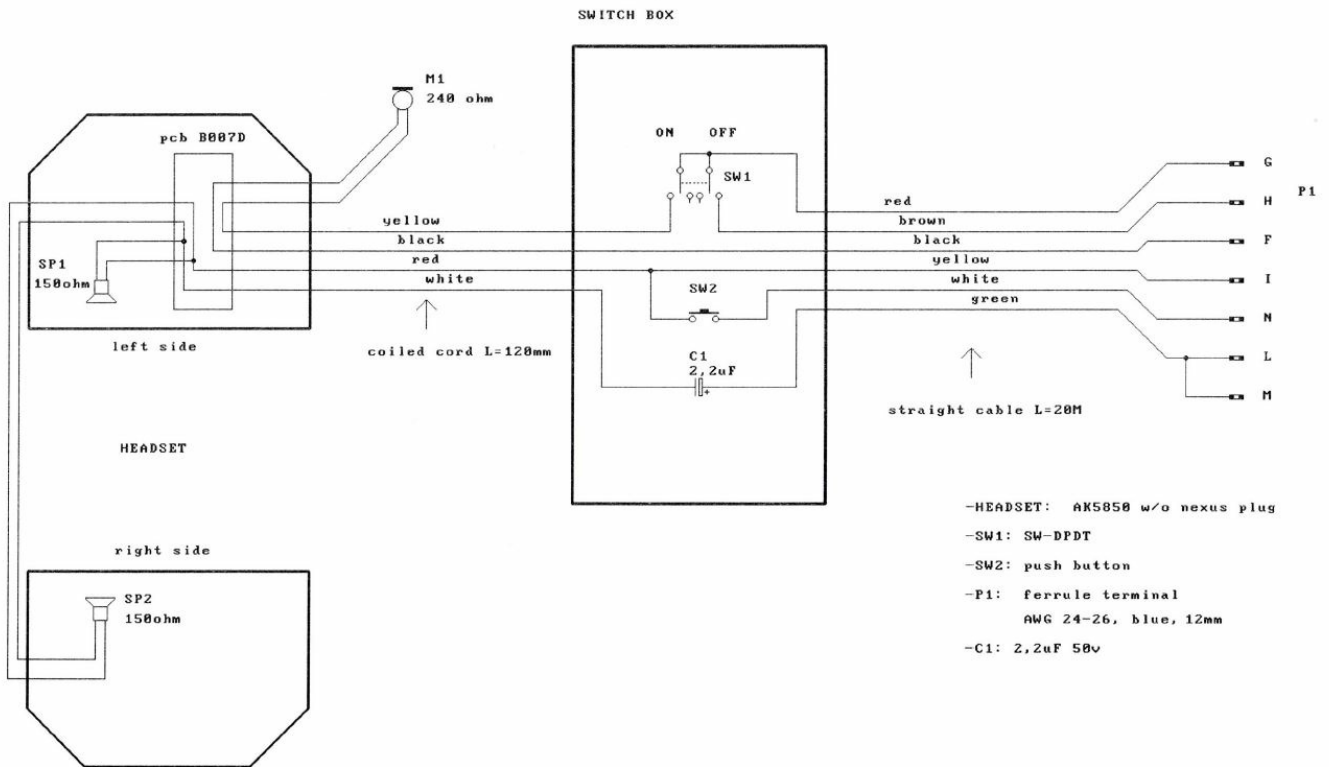 SWITCH BOX
M1
240 ohm
pcb B007D
ON OFF
SW1
G
H
P1
F
I
N
L
M
yellow
black
red
white
red
brown
black
yellow
white
green
SP1
150ohm
SW2
left side
coiled cord L=120mm
C1
2,2uF
+
straight cable L=20M
HEADSET
right side
SP2
150ohm
-HEADSET: AK5850 w/o nexus plug
-SW1: SW-DPDT
-SW2: push button
-P1: ferrule terminal
AWG 24-26, blue, 12mm
-C1: 2,2uF 50v